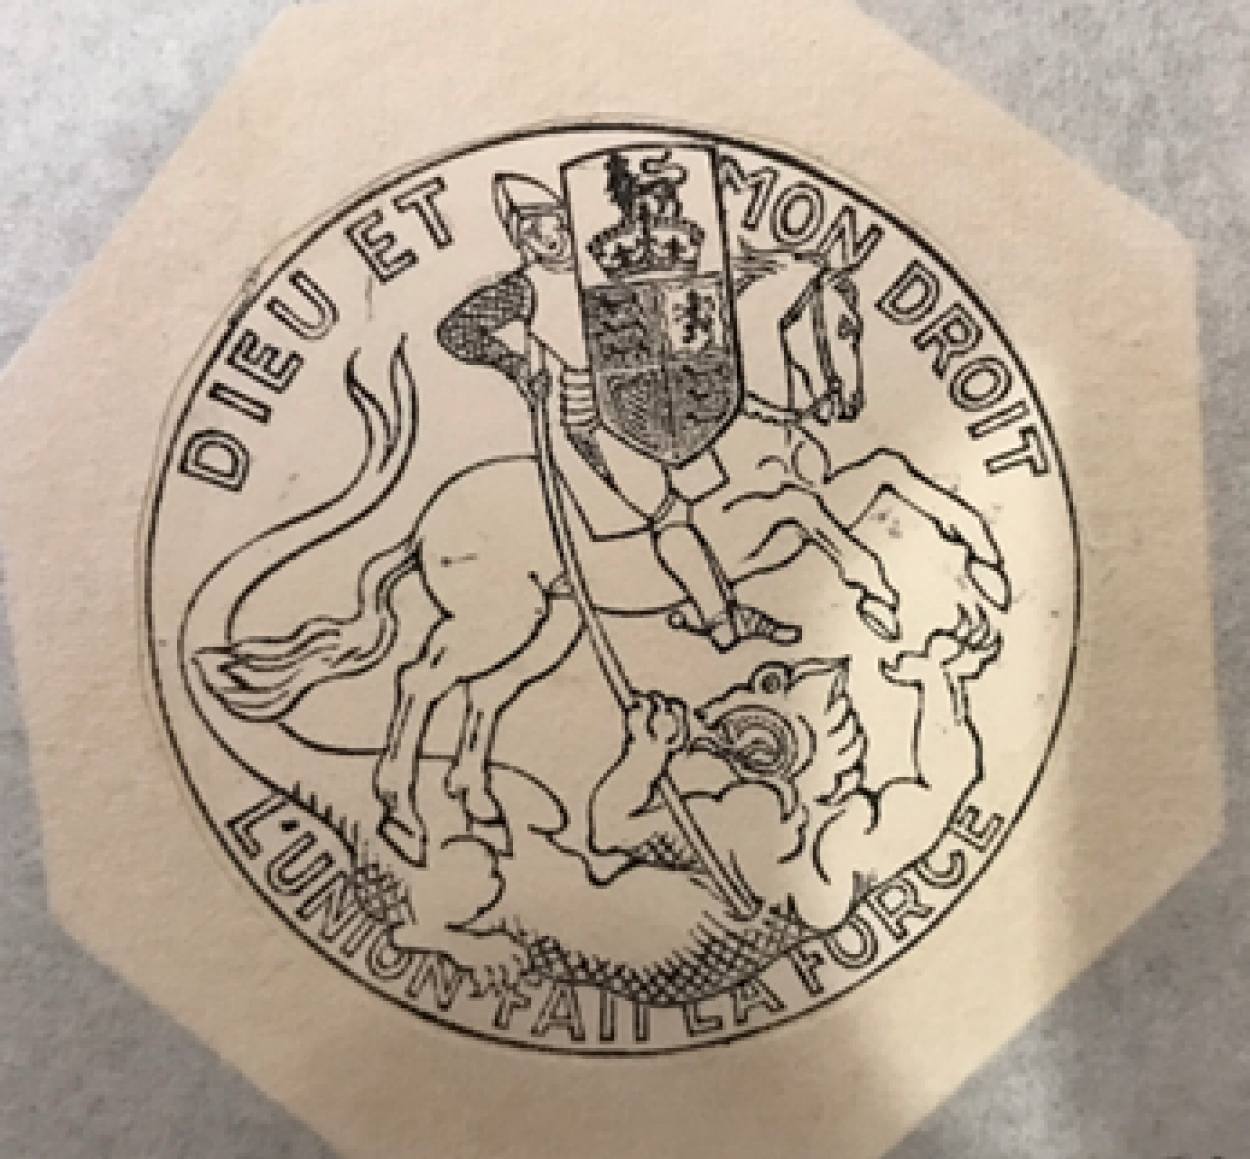 DIEU ET MON DROIT
L'UNION FAIT LA FORCE